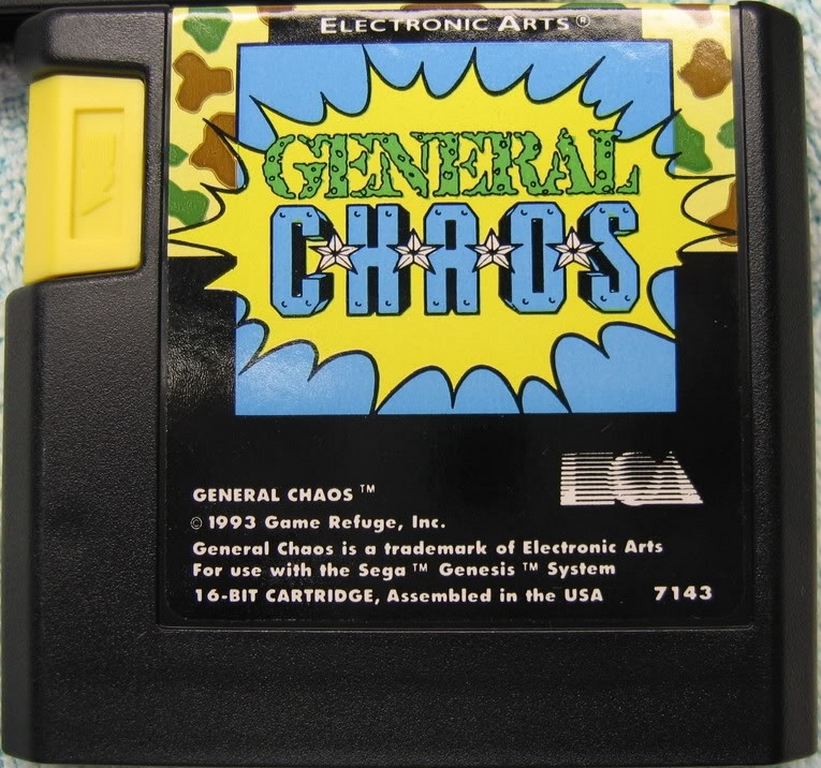 ELECTRONIC ARTS®
GENERAL
CHAOS
EA
GENERAL CHAOS ™
© 1993 Game Refuge, Inc.
General Chaos is a trademark of Electronic Arts
For use with the Sega ™ Genesis ™ System
16-BIT CARTRIDGE, Assembled in the USA 7143